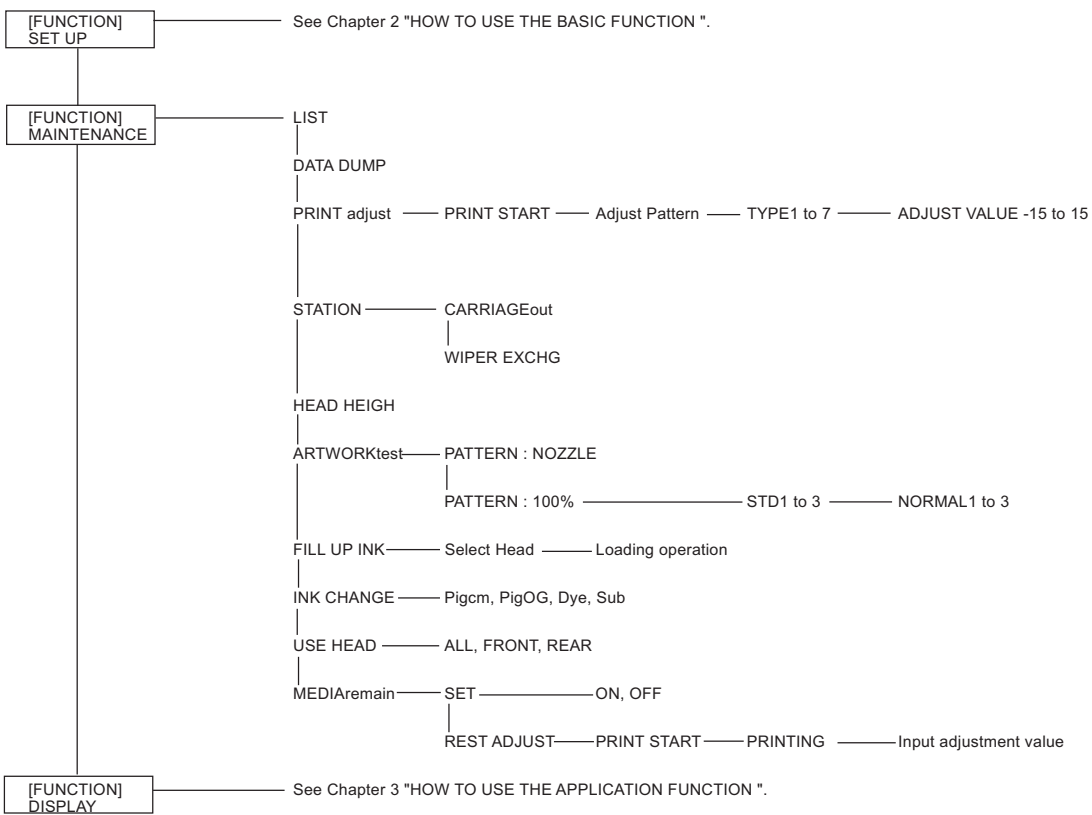 [FUNCTION]
SET UP
See Chapter 2 "HOW TO USE THE BASIC FUNCTION ".
[FUNCTION]
MAINTENANCE
LIST
DATA DUMP
PRINT adjust PRINT START Adjust Pattern TYPE1 to 7 ADJUST VALUE -15 to 15
STATION CARRIAGEout
WIPER EXCHG
HEAD HEIGH
ARTWORKtest PATTERN : NOZZLE
PATTERN : 100% STD1 to 3 NORMAL1 to 3
FILL UP INK Select Head Loading operation
INK CHANGE Pigcm, PigOG, Dye, Sub
USE HEAD ALL, FRONT, REAR
MEDIAremain SET ON, OFF
REST ADJUST PRINT START PRINTING Input adjustment value
[FUNCTION]
DISPLAY
See Chapter 3 "HOW TO USE THE APPLICATION FUNCTION ".